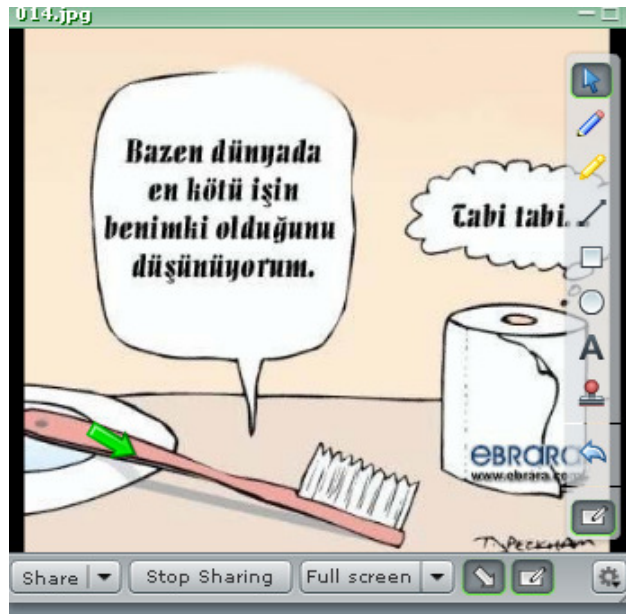 014.jpg
Bazen dünyada
en kötü işin
benimki olduğunu
düşünüyorum.
Tabi tabi...
A
EBRARA
www.ebrara.com
T.PECKHAM
Share
Stop Sharing
Full screen